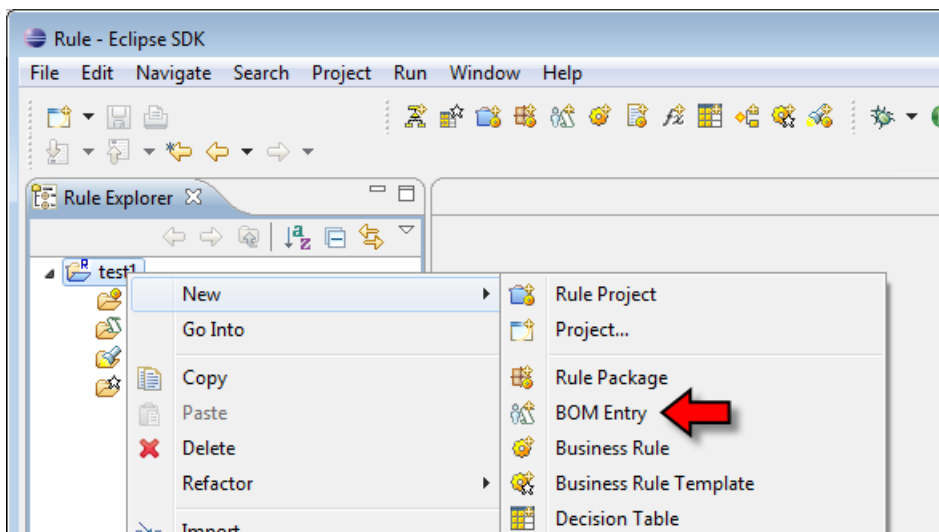 Rule - Eclipse SDK
File Edit Navigate Search Project Run Window Help
Rule Explorer
test1
New
Rule Project
Go Into
Project...
Copy
Rule Package
Paste
BOM Entry
Delete
Business Rule
Refactor
Business Rule Template
Import
Decision Table